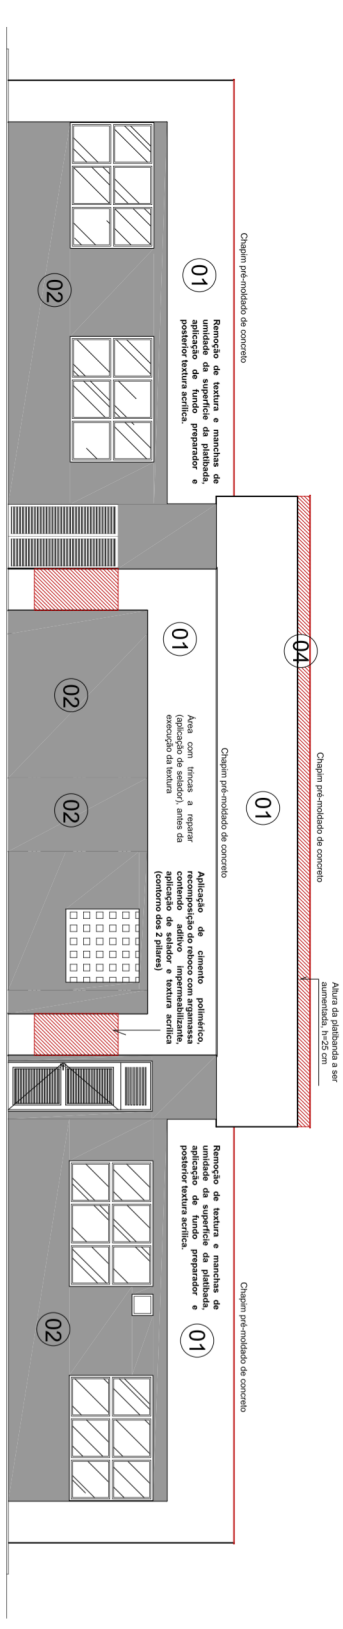 Chapim pré-moldado de concreto
01
Remoção de textura e manchas de
umidade da superfície da platibada,
aplicação de fundo preparador e
posterior textura acrílica.
02
04
Chapim pré-moldado de concreto
Altura da platibanda a ser
aumentada, h=25 cm
01
Chapim pré-moldado de concreto
01
Área com trincas a reparar
(aplicação de selador), antes da
execução da textura
Aplicação de cimento polimérico,
recomposição do reboco com argamassa
contendo aditivo impermeabilizante,
aplicação de selador e textura acrílica
(contorno dos 2 pilares)
02
02
Chapim pré-moldado de concreto
Remoção de textura e manchas de
umidade da superfície da platibada,
aplicação de fundo preparador e
posterior textura acrílica.
01
02